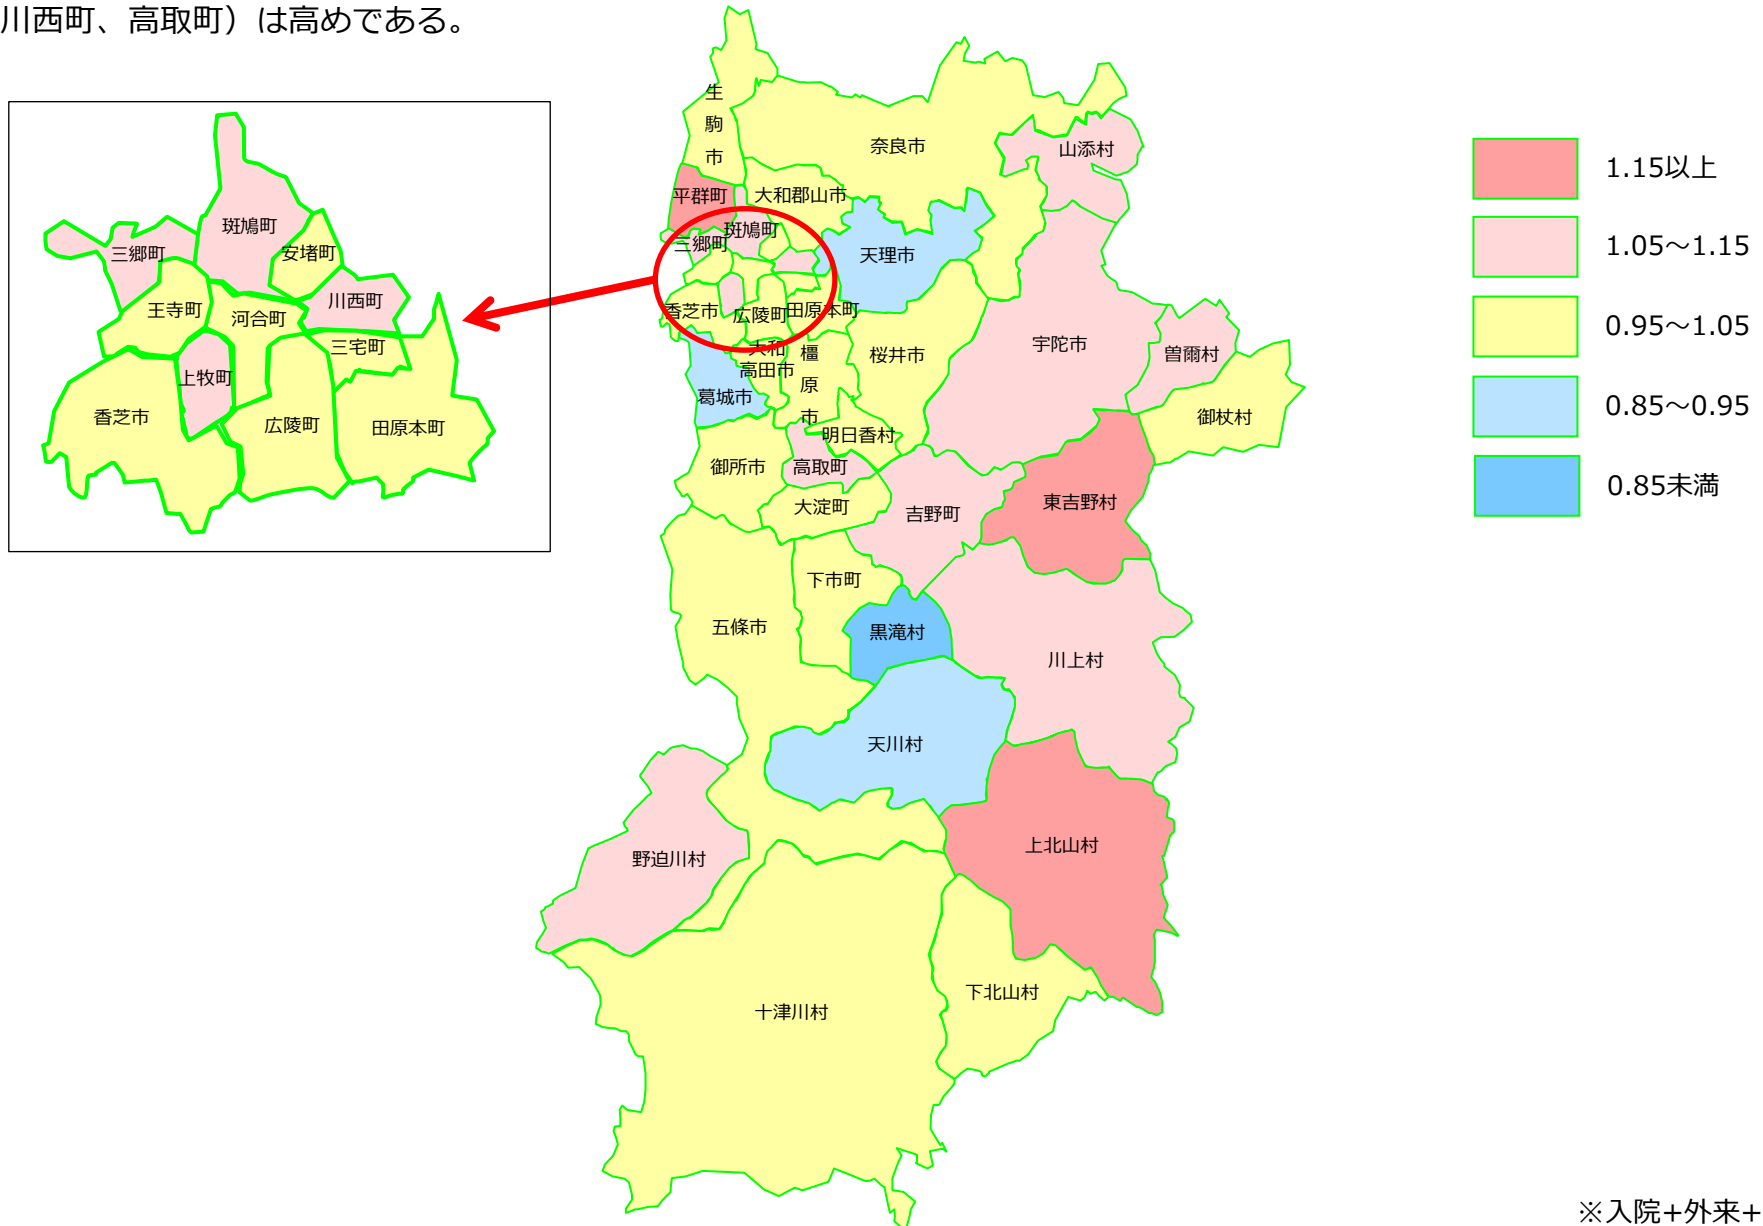 川西町、高取町）は高めである。
斑鳩町
三郷町
安堵町
王寺町
河合町
川西町
三宅町
上牧町
香芝市
広陵町
田原本町
生
駒
市
奈良市
山添村
平群町
大和郡山市
斑鳩町
三郷町
天理市
香芝市
広陵町
田原本町
大和
高田市
橿
原
市
桜井市
宇陀市
曽爾村
葛城市
御杖村
明日香村
御所市
高取町
大淀町
吉野町
東吉野村
下市町
五條市
黒滝村
川上村
天川村
上北山村
野迫川村
下北山村
十津川村
1.15以上
1.05～1.15
0.95～1.05
0.85～0.95
0.85未満
※入院+外来+